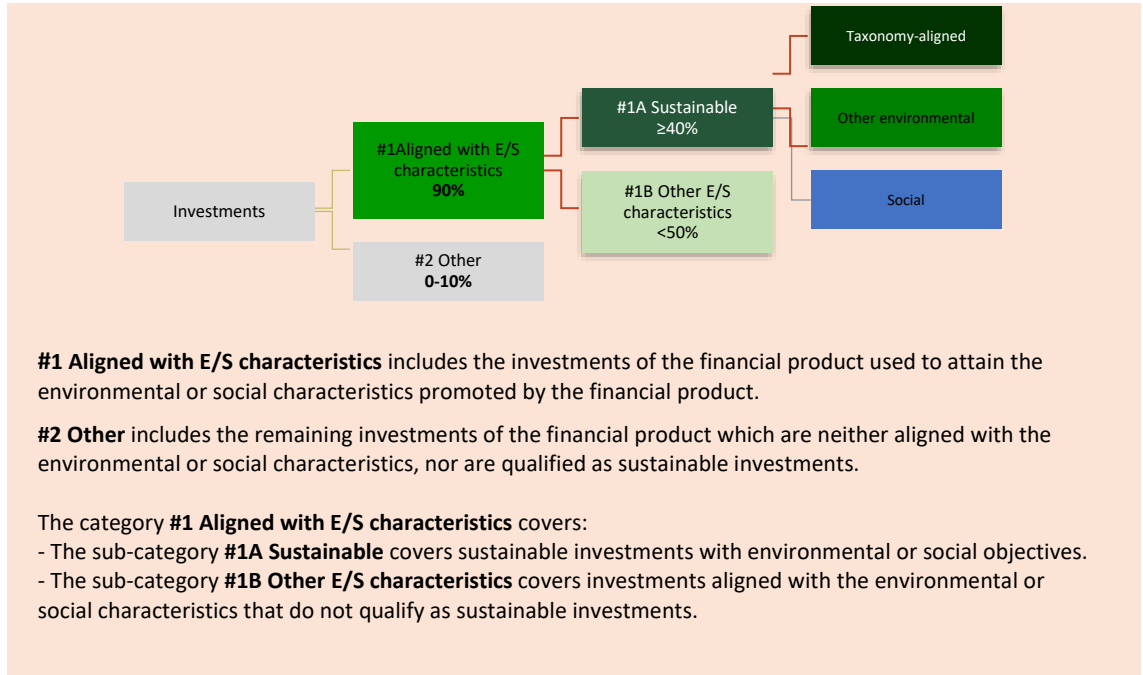 Taxonomy-aligned
#1A Sustainable
≥40%
Other environmental
#1Aligned with E/S
characteristics
90%
#1B Other E/S
characteristics
<50%
Social
Investments
#2 Other
0-10%
#1 Aligned with E/S characteristics includes the investments of the financial product used to attain the
environmental or social characteristics promoted by the financial product.
#2 Other includes the remaining investments of the financial product which are neither aligned with the
environmental or social characteristics, nor are qualified as sustainable investments.
The category #1 Aligned with E/S characteristics covers:
- The sub-category #1A Sustainable covers sustainable investments with environmental or social objectives.
- The sub-category #1B Other E/S characteristics covers investments aligned with the environmental or
social characteristics that do not qualify as sustainable investments.